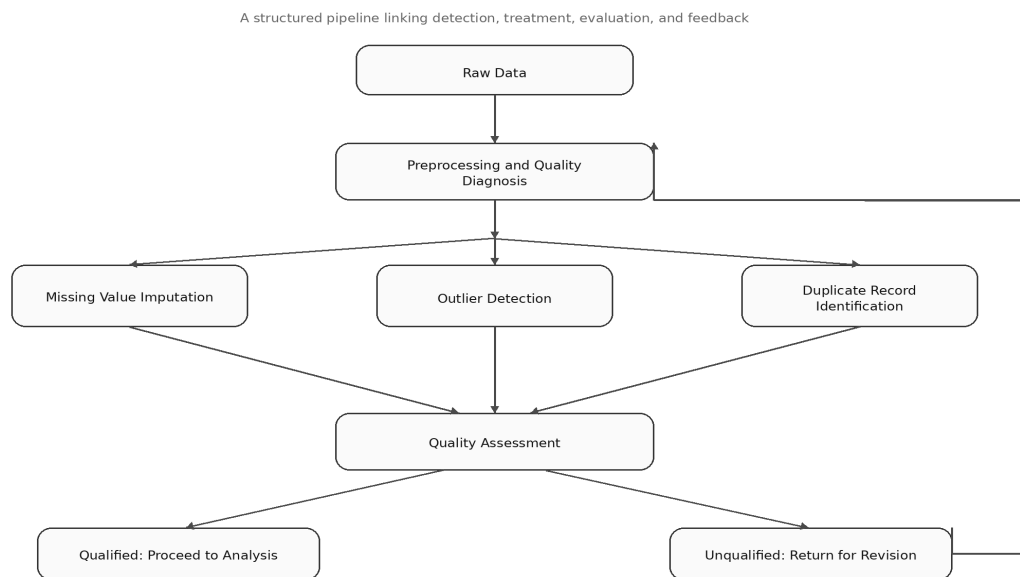 A structured pipeline linking detection, treatment, evaluation, and feedback
Raw Data
Preprocessing and Quality
Diagnosis
Missing Value Imputation
Outlier Detection
Duplicate Record
Identification
Quality Assessment
Qualified: Proceed to Analysis
Unqualified: Return for Revision